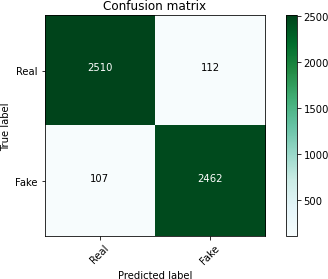 Confusion matrix
2500
2000
1500
1000
500
True label
Real
Fake
2510
112
107
2462
Real
Fake
Predicted label